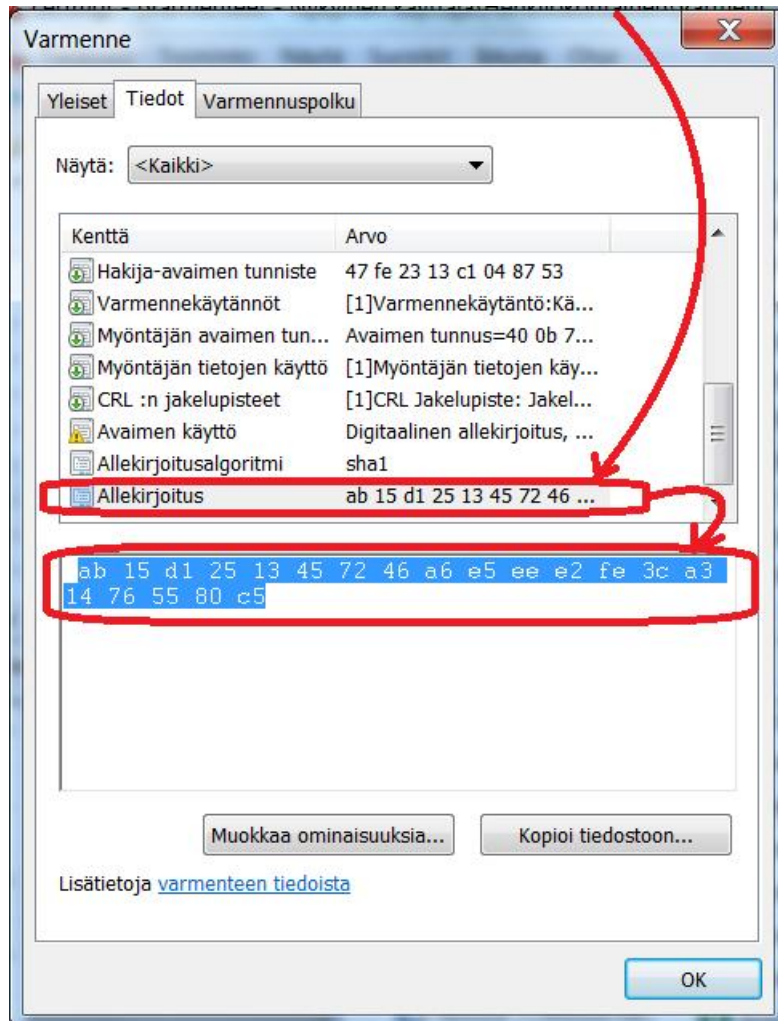 Varmenne
Yleiset Tiedot Varmennuspolku
Näytä: <Kaikki>
Kenttä Arvo
Hakija-avaimen tunniste 47 fe 23 13 c1 04 87 53
Varmennekäytännöt [1]Varmennekäytäntö:Kä...
Myöntäjän avaimen tun... Avaimen tunnus=40 0b 7...
Myöntäjän tietojen käyttö [1]Myöntäjän tietojen käy...
CRL :n jakelupisteet [1]CRL Jakelupiste: Jakel...
Avaimen käyttö Digitaalinen allekirjoitus, ...
Allekirjoitusalgoritmi sha1
Allekirjoitus ab 15 d1 25 13 45 72 46 ...
ab 15 d1 25 13 45 72 46 a6 e5 ee e2 fe 3c a3
14 76 55 80 c5
Muokkaa ominaisuuksia... Kopioi tiedostoon...
Lisätietoja varmenteen tiedoista
OK